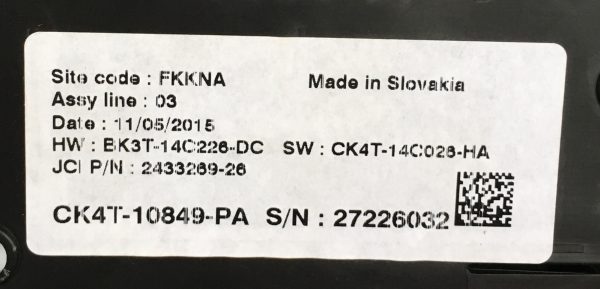 Site code : FKKNA Made in Slovakia
Assy line : 03
Date : 11/05/2015
HW : BK3T-14C226-DC SW : CK4T-14C026-HA
JCI P/N : 2433269-26
CK4T-10849-PA S/N : 27226032